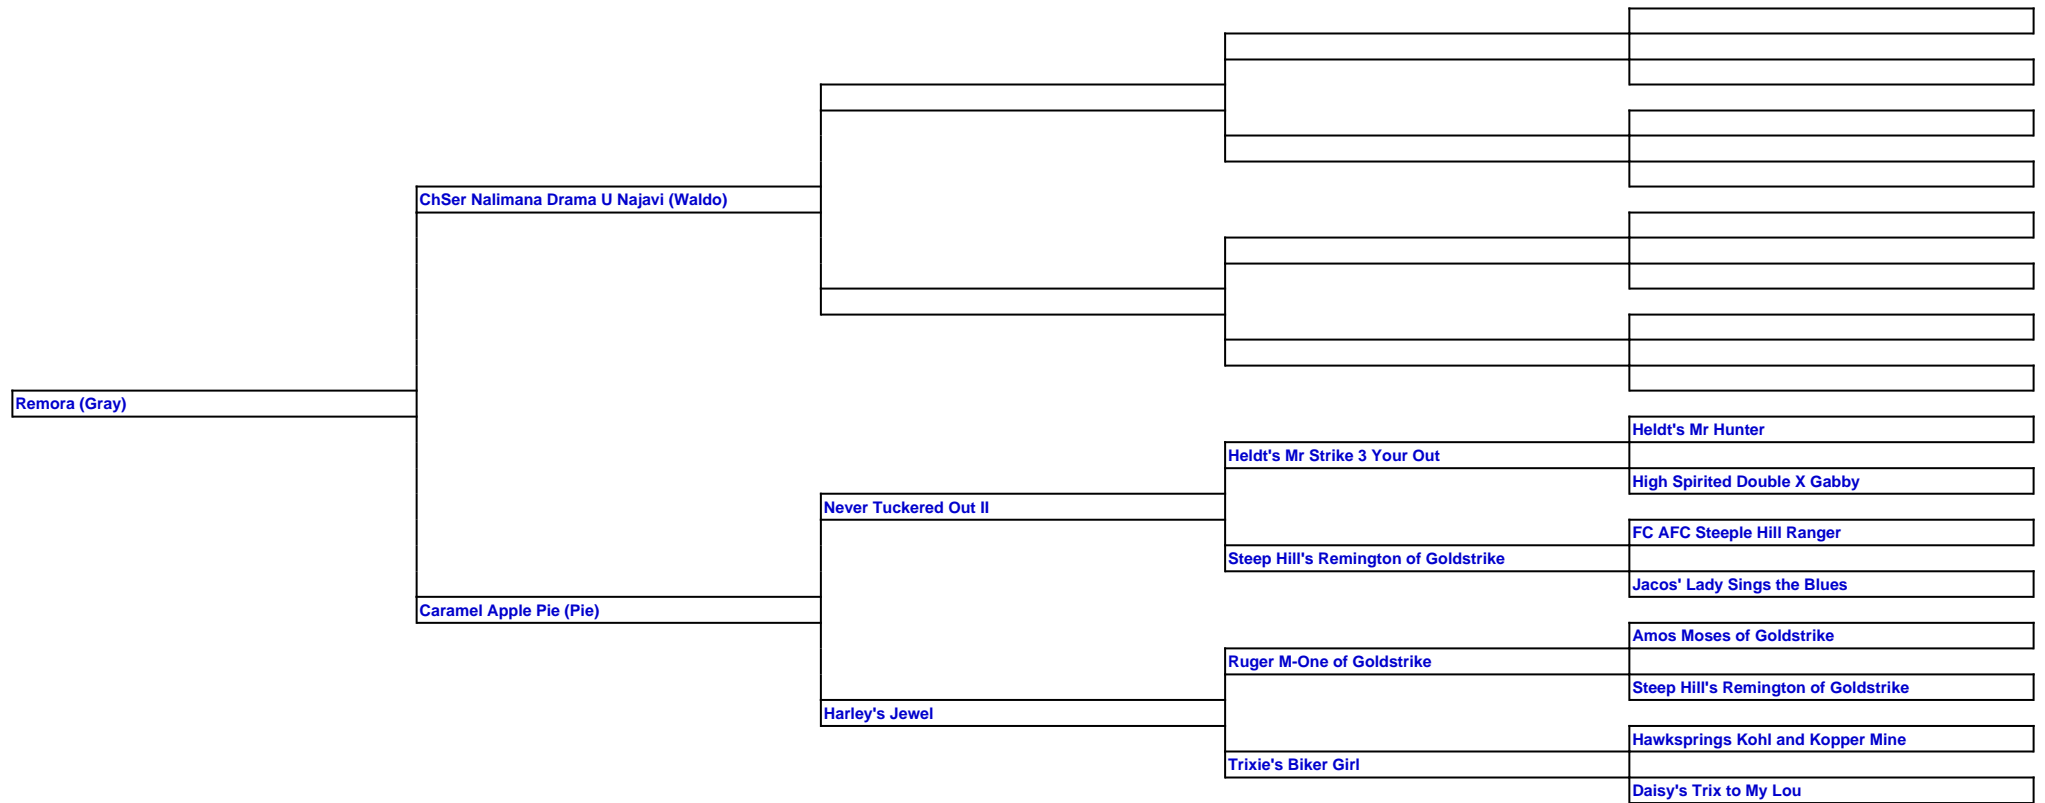 ChSer Nalimana Drama U Najavi (Waldo)
Remora (Gray)
Heldt's Mr Hunter
Heldt's Mr Strike 3 Your Out
High Spirited Double X Gabby
Never Tuckered Out II
FC AFC Steeple Hill Ranger
Steep Hill's Remington of Goldstrike
Jacos' Lady Sings the Blues
Caramel Apple Pie (Pie)
Amos Moses of Goldstrike
Ruger M-One of Goldstrike
Steep Hill's Remington of Goldstrike
Harley's Jewel
Hawksprings Kohl and Kopper Mine
Trixie's Biker Girl
Daisy's Trix to My Lou